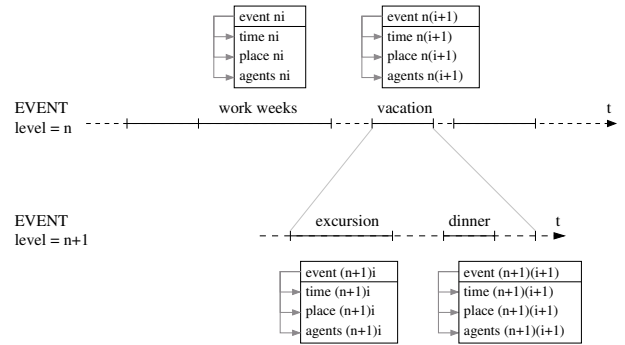 event ni
time ni
place ni
agents ni
event n(i+1)
time n(i+1)
place n(i+1)
agents n(i+1)
EVENT
level = n
work weeks
vacation
t
EVENT
level = n+1
excursion
dinner
t
event (n+1)i
time (n+1)i
place (n+1)i
agents (n+1)i
event (n+1)(i+1)
time (n+1)(i+1)
place (n+1)(i+1)
agents (n+1)(i+1)